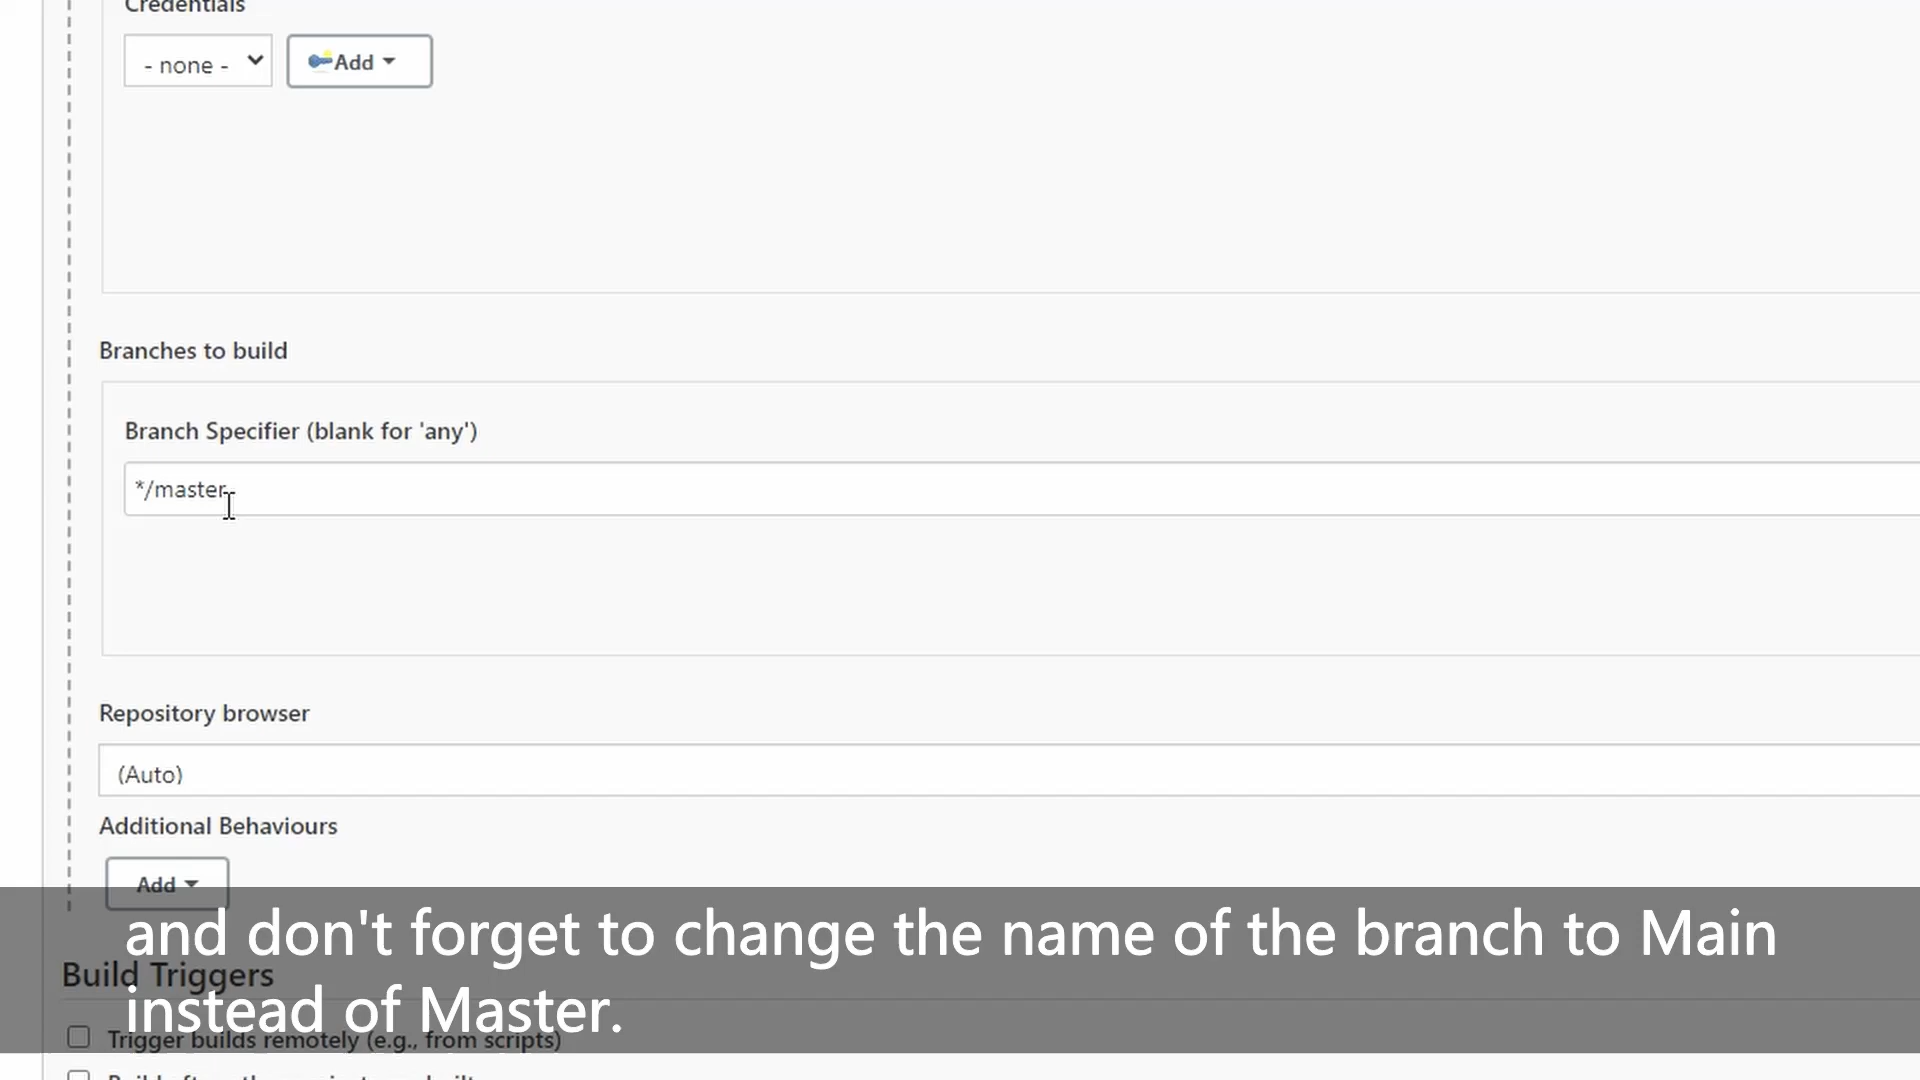 Credentials
- none -
Add
Branches to build
Branch Specifier (blank for 'any')
*/master
Repository browser
(Auto)
Additional Behaviours
Add
and don't forget to change the name of the branch to Main
instead of Master.
Build Triggers
Trigger builds remotely (e.g., from scripts)